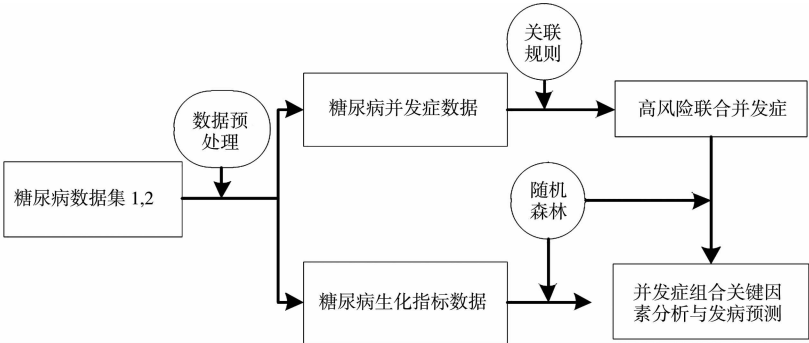 关联
规则
糖尿病并发症数据
高风险联合并发症
数据预
处理
糖尿病数据集 1,2
随机
森林
糖尿病生化指标数据
并发症组合关键因
素分析与发病预测